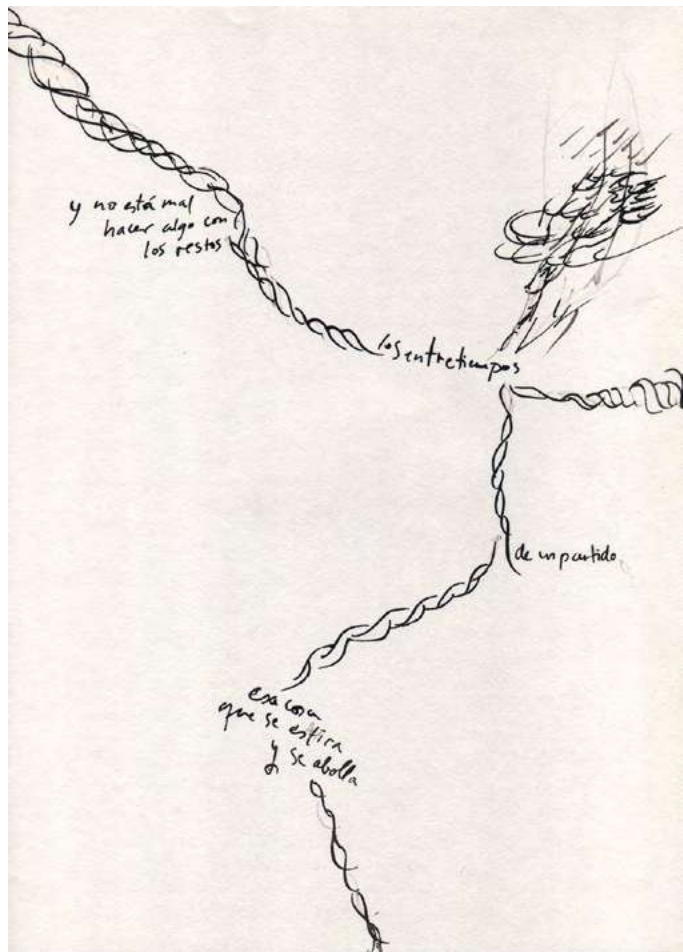 y no está mal
hacer algo con
los restos
los entretiempos
de un partido
esa cosa
que se estira
y se abolla